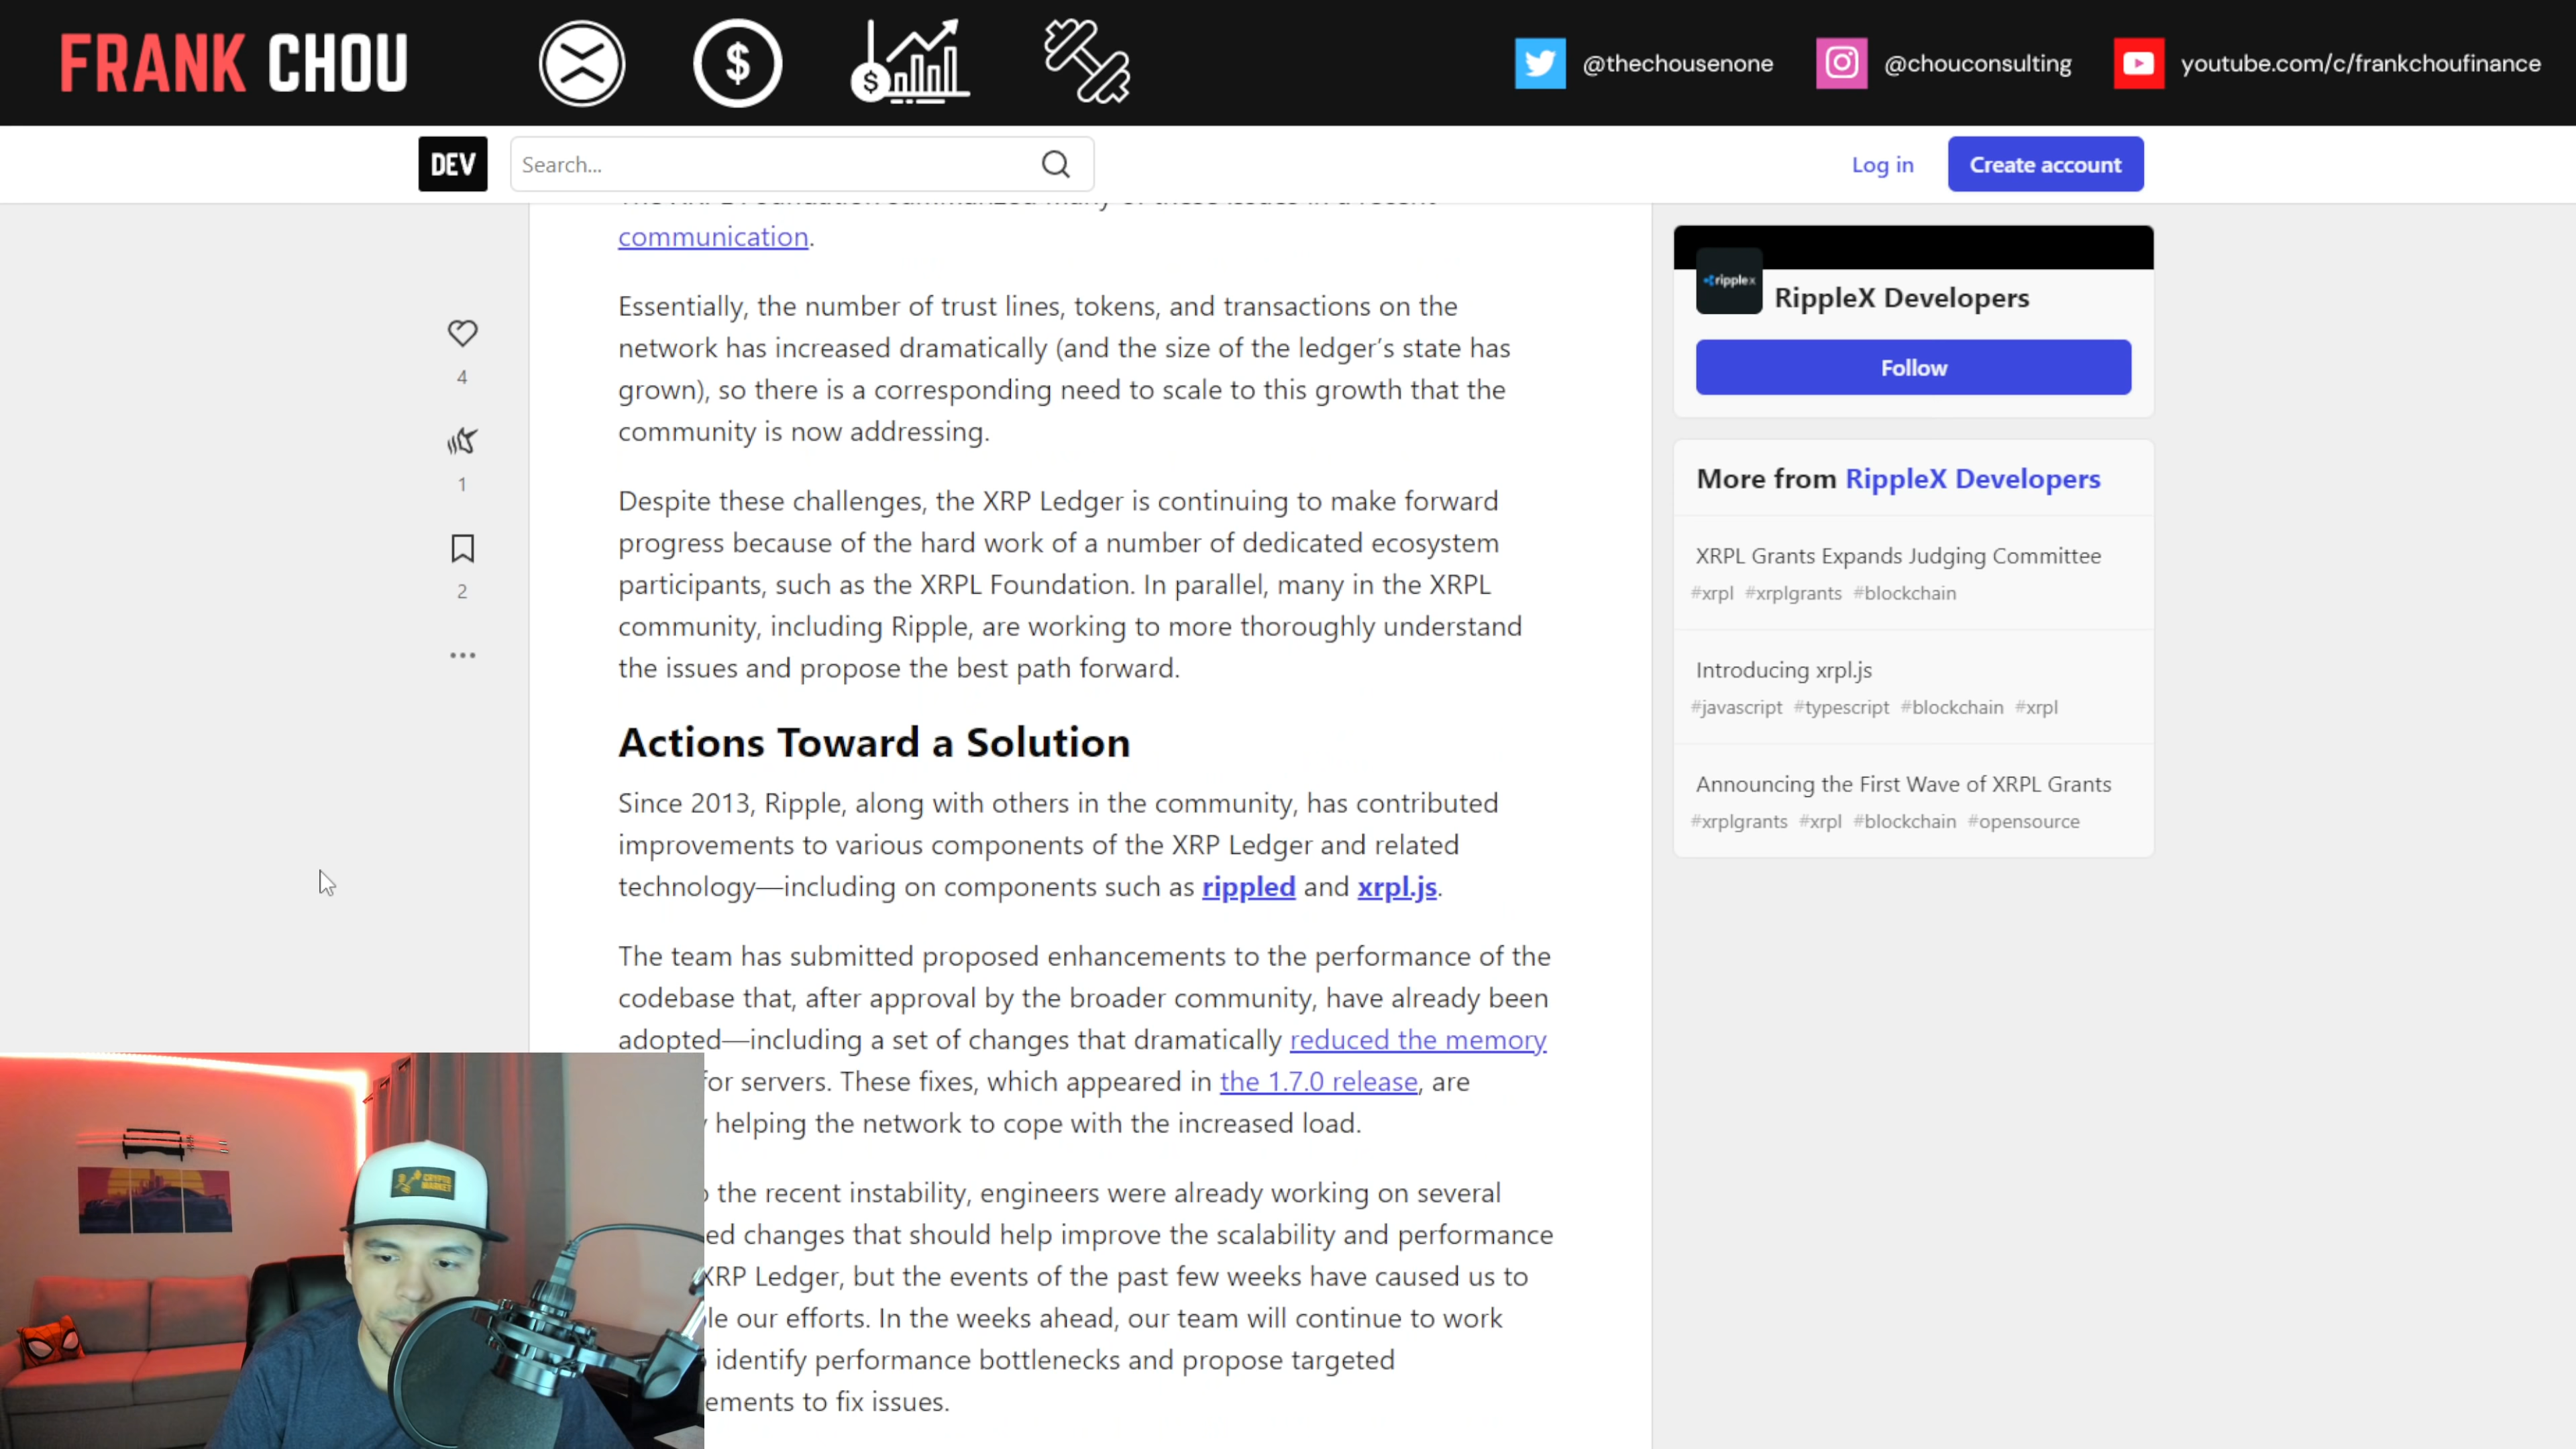 FRANK CHOU
@thechousenone
@chouconsulting
youtube.com/c/frankchoufinance
DEV
Search...
Log in
Create account
communication.
Essentially, the number of trust lines, tokens, and transactions on the
network has increased dramatically (and the size of the ledger's state has
grown), so there is a corresponding need to scale to this growth that the
community is now addressing.
Despite these challenges, the XRP Ledger is continuing to make forward
progress because of the hard work of a number of dedicated ecosystem
participants, such as the XRPL Foundation. In parallel, many in the XRPL
community, including Ripple, are working to more thoroughly understand
the issues and propose the best path forward.
Actions Toward a Solution
Since 2013, Ripple, along with others in the community, has contributed
improvements to various components of the XRP Ledger and related
technology—including on components such as rippled and xrpl.js.
The team has submitted proposed enhancements to the performance of the
codebase that, after approval by the broader community, have already been
adopted—including a set of changes that dramatically reduced the memory
for servers. These fixes, which appeared in the 1.7.0 release, are
helping the network to cope with the increased load.
the recent instability, engineers were already working on several
ed changes that should help improve the scalability and performance
XRP Ledger, but the events of the past few weeks have caused us to
le our efforts. In the weeks ahead, our team will continue to work
identify performance bottlenecks and propose targeted
ements to fix issues.
4
1
2
ripplex
RippleX Developers
Follow
More from RippleX Developers
XRPL Grants Expands Judging Committee
#xrpl #xrplgrants #blockchain
Introducing xrpl.js
#javascript #typescript #blockchain #xrpl
Announcing the First Wave of XRPL Grants
#xrplgrants #xrpl #blockchain #opensource
CRYPTO
MARKET